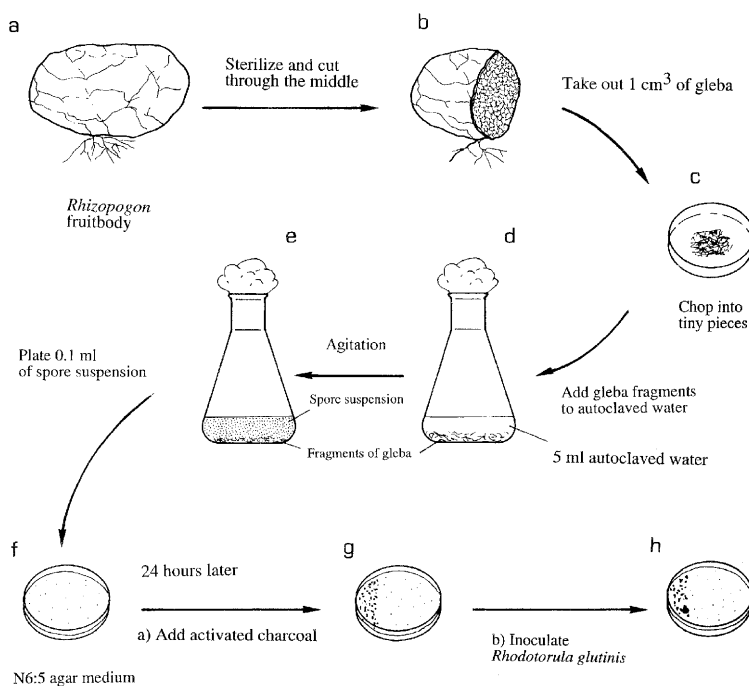 a
b
Sterilize and cut
through the middle
Take out 1 cm³ of gleba
Rhizopogon
fruitbody
c
Chop into
tiny pieces
e
d
Agitation
Plate 0.1 ml
of spore suspension
Spore suspension
Add gleba fragments
to autoclaved water
Fragments of gleba
5 ml autoclaved water
f
24 hours later
g
h
a) Add activated charcoal
b) Inoculate
Rhodotorula glutinis
N6:5 agar medium